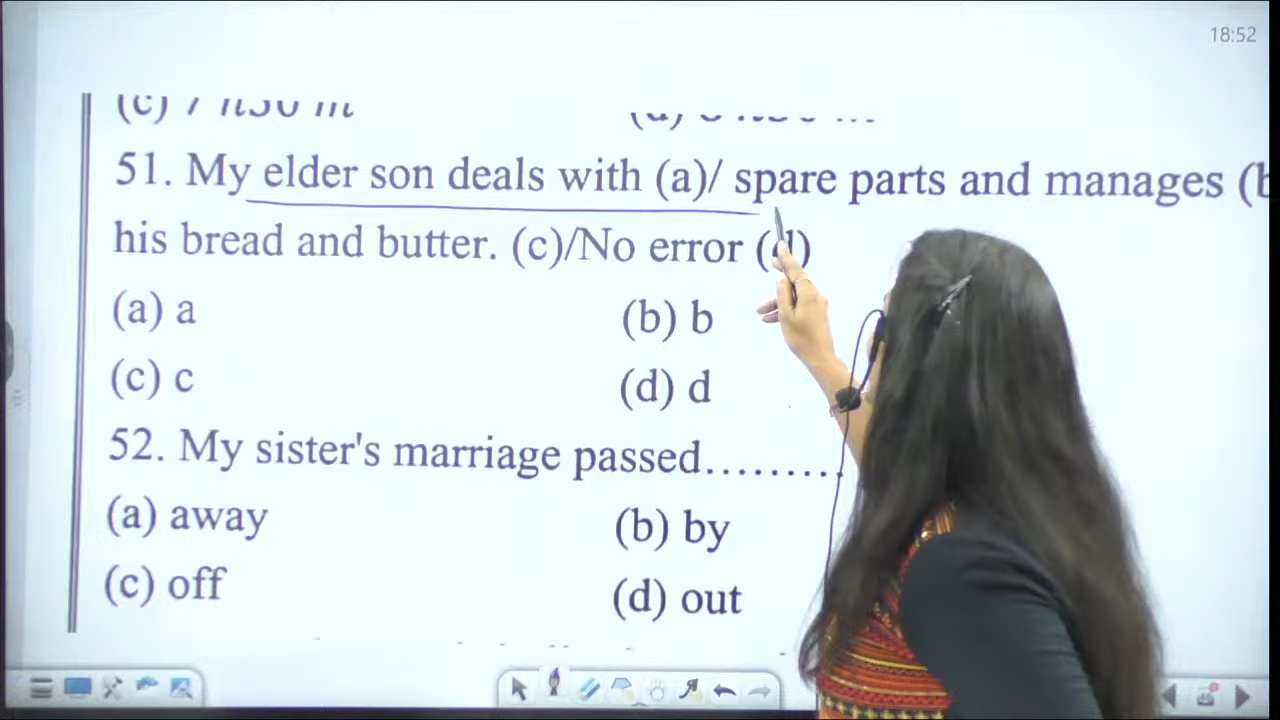 18:52
51. My elder son deals with (a)/ spare parts and manages (b
his bread and butter. (c)/No error (d)
(a) a (b) b
(c) c (d) d
52. My sister's marriage passed.........
(a) away (b) by
(c) off (d) out